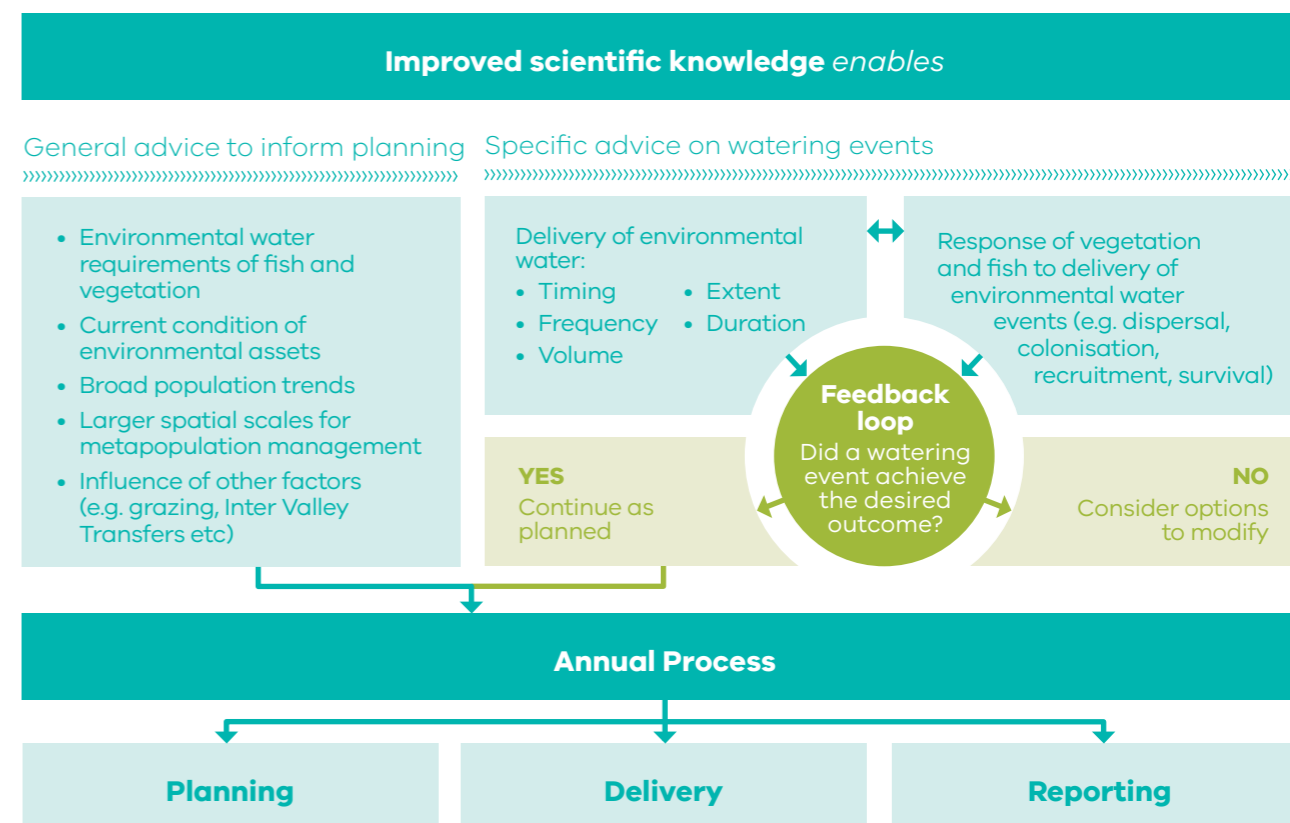 Improved scientific knowledge enables
General advice to inform planning
• Environmental water
requirements of fish and
vegetation
• Current condition of
environmental assets
• Broad population trends
• Larger spatial scales for
metapopulation management
• Influence of other factors
(e.g. grazing, Inter Valley
Transfers etc)
Specific advice on watering events
Delivery of environmental
water:
• Timing
• Frequency
• Volume
• Extent
• Duration
Response of vegetation
and fish to delivery of
environmental water
events (e.g. dispersal,
colonisation,
recruitment, survival)
Feedback
loop
Did a watering
event achieve
the desired
outcome?
YES
Continue as
planned
NO
Consider options
to modify
Annual Process
Planning
Delivery
Reporting